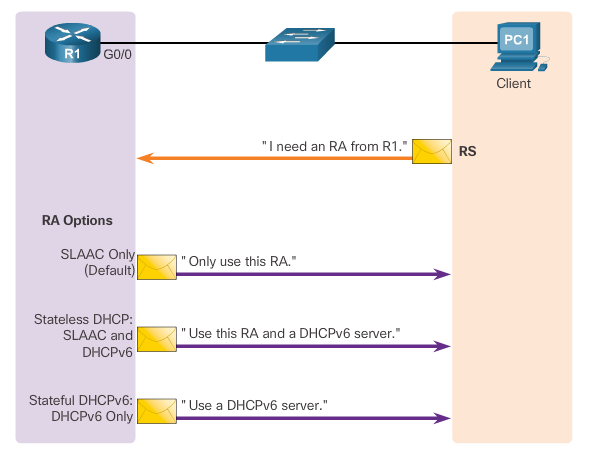 R1
G0/0
PC1
Client
"I need an RA from R1."
RS
RA Options
SLAAC Only
(Default)
"Only use this RA."
Stateless DHCP:
SLAAC and
DHCPv6
"Use this RA and a DHCPv6 server."
Stateful DHCPv6:
DHCPv6 Only
"Use a DHCPv6 server."